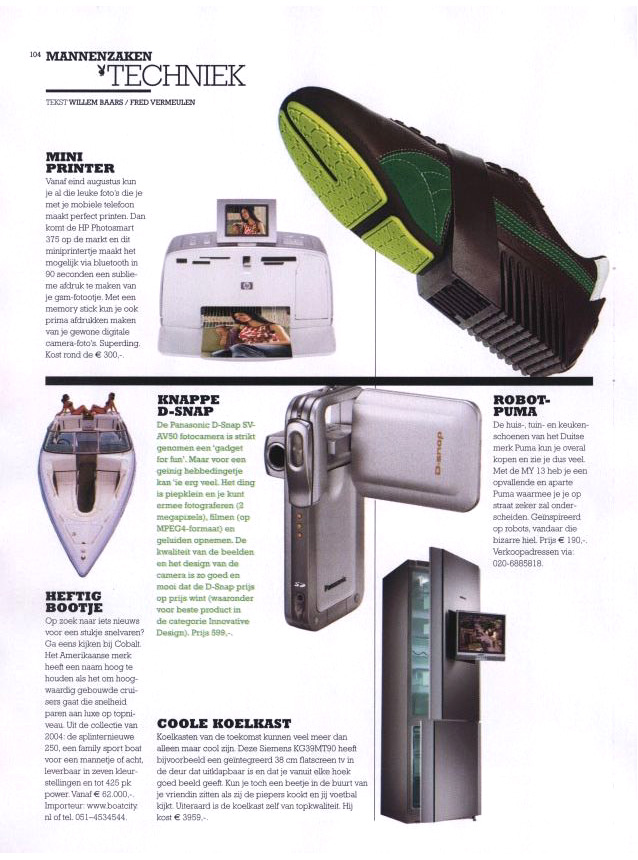 104 MANNENZAKEN
TECHNIEK
TEKST WILLEM BAARS / FRED VERMEULEN
MINI
PRINTER
Vanaf eind augustus kun
je al die leuke foto's die je
met je mobiele telefoon
maakt perfect printen. Dan
komt de HP Photosmart
375 op de markt en dit
miniprintertje maakt het
mogelijk via bluetooth in
90 seconden een sublie-
me afdruk te maken van
je gsm-fotootje. Met een
memory stick kun je ook
prima afdrukken maken
van je gewone digitale
camera-foto's. Superding.
Kost rond de € 300,-.
hp
KNAPPE
D-SNAP
De Panasonic D-Snap SV-
AV50 fotocamera is strikt
genomen een 'gadget
for fun'. Maar voor een
geinig hebbedingetje
kan 'ie erg veel. Het ding
is piepklein en je kunt
ermee fotograferen (2
megapixels), filmen (op
MPEG4-formaat) en
geluiden opnemen. De
kwaliteit van de beelden
en het design van de
camera is zo goed en
mooi dat de D-Snap prijs
op prijs wint (waaronder
voor beste product in
de categorie Innovative
Design). Prijs 599,-.
D-snap
Panasonic
ROBOT-
PUMA
De huis-, tuin- en keuken-
schoenen van het Duitse
merk Puma kun je overal
kopen en zie je dus veel.
Met de MY 13 heb je een
opvallende en aparte
Puma waarmee je je op
straat zeker zal onder-
scheiden. Geïnspireerd
op robots, vandaar die
bizarre hiel. Prijs € 190,-.
Verkoopadressen via:
020-6885818.
HEFTIG
BOOTJE
Op zoek naar iets nieuws
voor een stukje snelvaren?
Ga eens kijken bij Cobalt.
Het Amerikaanse merk
heeft een naam hoog te
houden als het om hoog-
waardig gebouwde crui-
sers gaat die snelheid
paren aan luxe op topni-
veau. Uit de collectie van
2004: de splinternieuwe
250, een family sport boat
voor een mannetje of acht,
leverbaar in zeven kleur-
stellingen en tot 425 pk
power. Vanaf € 62.000,-.
Importeur: www.boatcity.
nl of tel. 051-4534544.
COOLE KOELKAST
Koelkasten van de toekomst kunnen veel meer dan
alleen maar cool zijn. Deze Siemens KG39MT90 heeft
bijvoorbeeld een geïntegreerd 38 cm flatscreen tv in
de deur dat uitklapbaar is en dat je vanuit elke hoek
goed beeld geeft. Kun je toch een beetje in de buurt van
je vriendin zitten als zij de piepers kookt en jij voetbal
kijkt. Uiteraard is de koelkast zelf van topkwaliteit. Hij
kost € 3959,-.